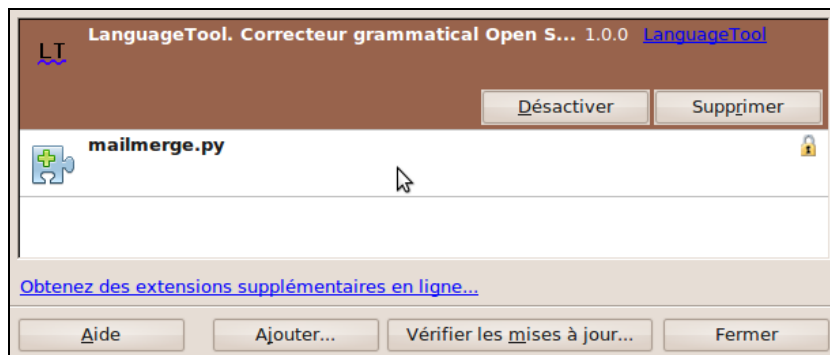 LT LanguageTool. Correcteur grammatical Open S... 1.0.0 LanguageTool
Désactiver Supprimer
mailmerge.py
Obtenez des extensions supplémentaires en ligne...
Aide Ajouter... Vérifier les mises à jour... Fermer